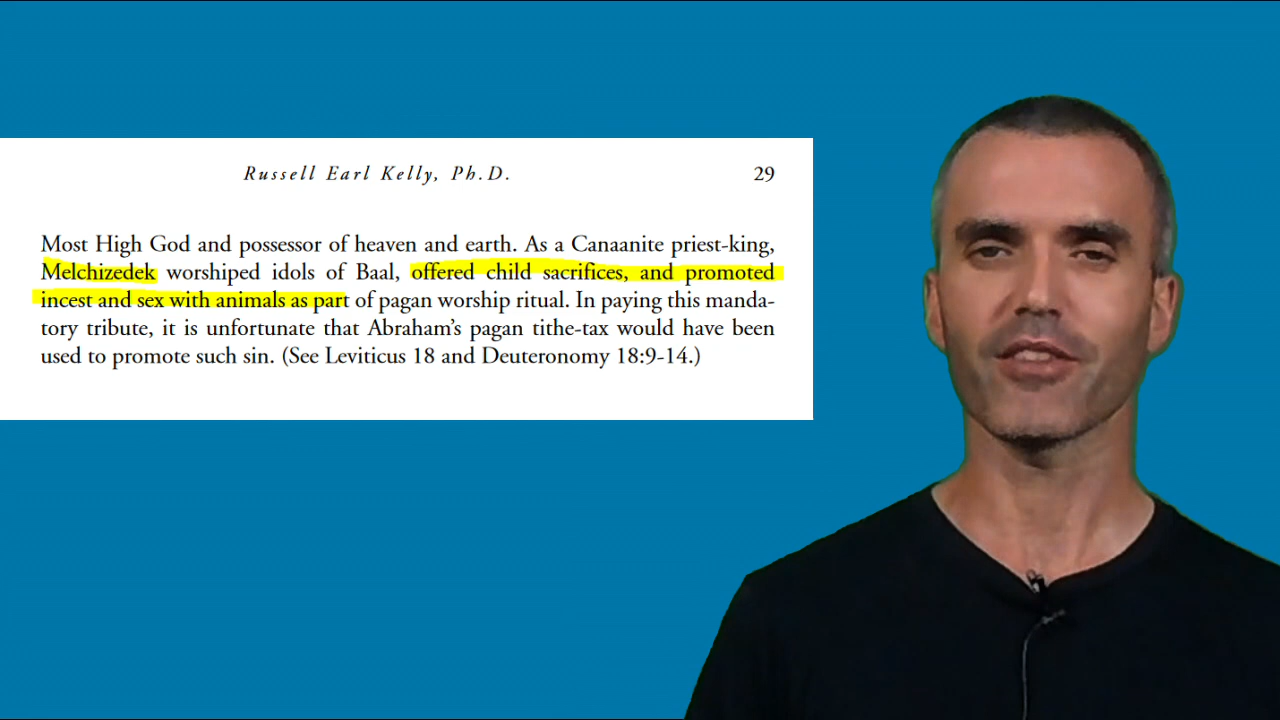 Russell Earl Kelly, Ph.D. 29
Most High God and possessor of heaven and earth. As a Canaanite priest-king,
Melchizedek worshiped idols of Baal, offered child sacrifices, and promoted
incest and sex with animals as part of pagan worship ritual. In paying this manda-
tory tribute, it is unfortunate that Abraham's pagan tithe-tax would have been
used to promote such sin. (See Leviticus 18 and Deuteronomy 18:9-14.)